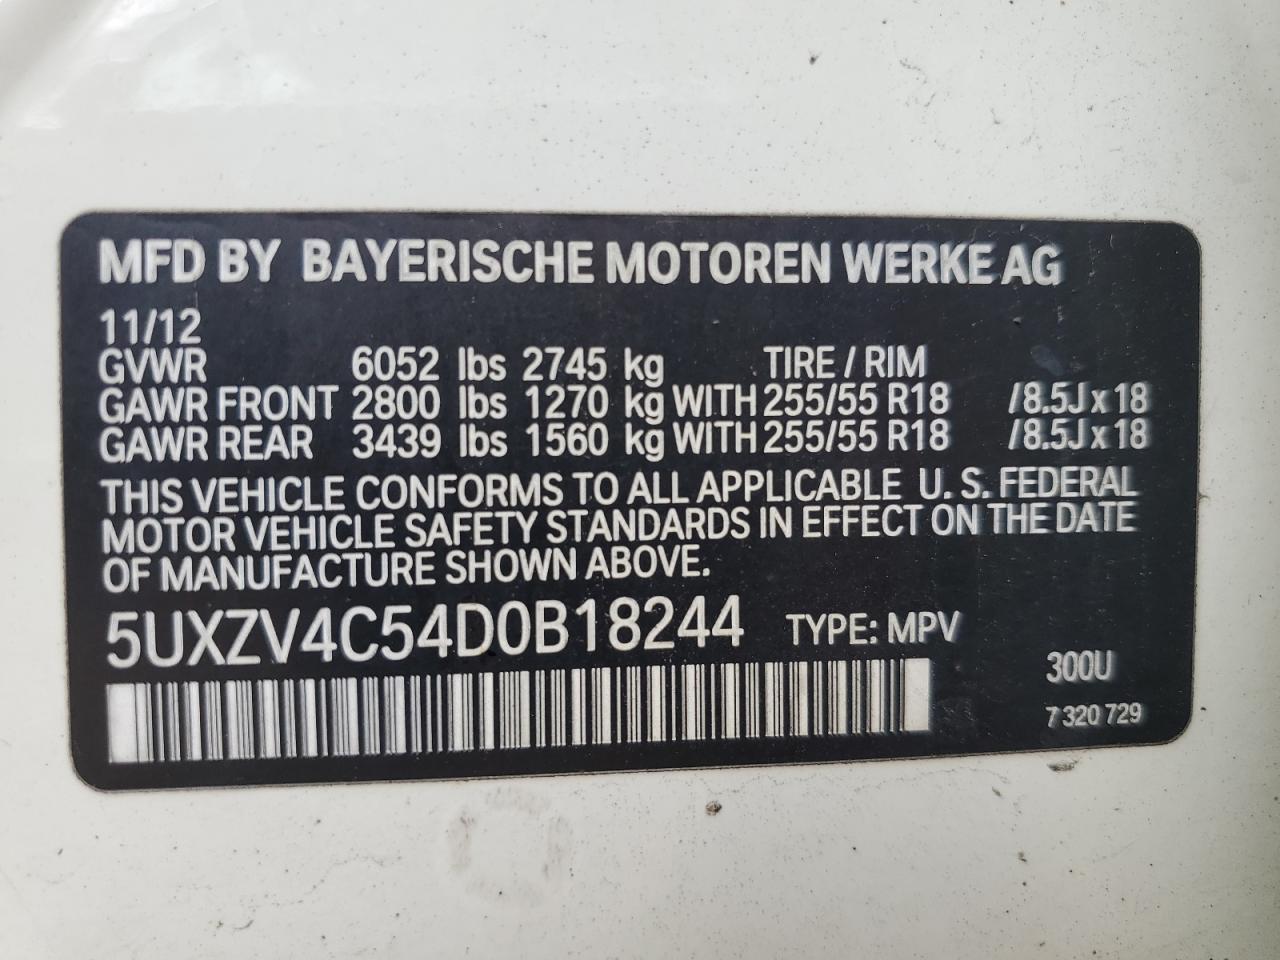 MFD BY BAYERISCHE MOTOREN WERKE AG
11/12
GVWR 6052 lbs 2745 kg TIRE / RIM
GAWR FRONT 2800 lbs 1270 kg WITH 255/55 R18 /8.5J x 18
GAWR REAR 3439 lbs 1560 kg WITH 255/55 R18 /8.5J x 18
THIS VEHICLE CONFORMS TO ALL APPLICABLE U. S. FEDERAL
MOTOR VEHICLE SAFETY STANDARDS IN EFFECT ON THE DATE
OF MANUFACTURE SHOWN ABOVE.
5UXZV4C54D0B18244 TYPE: MPV
300U
7 320 729